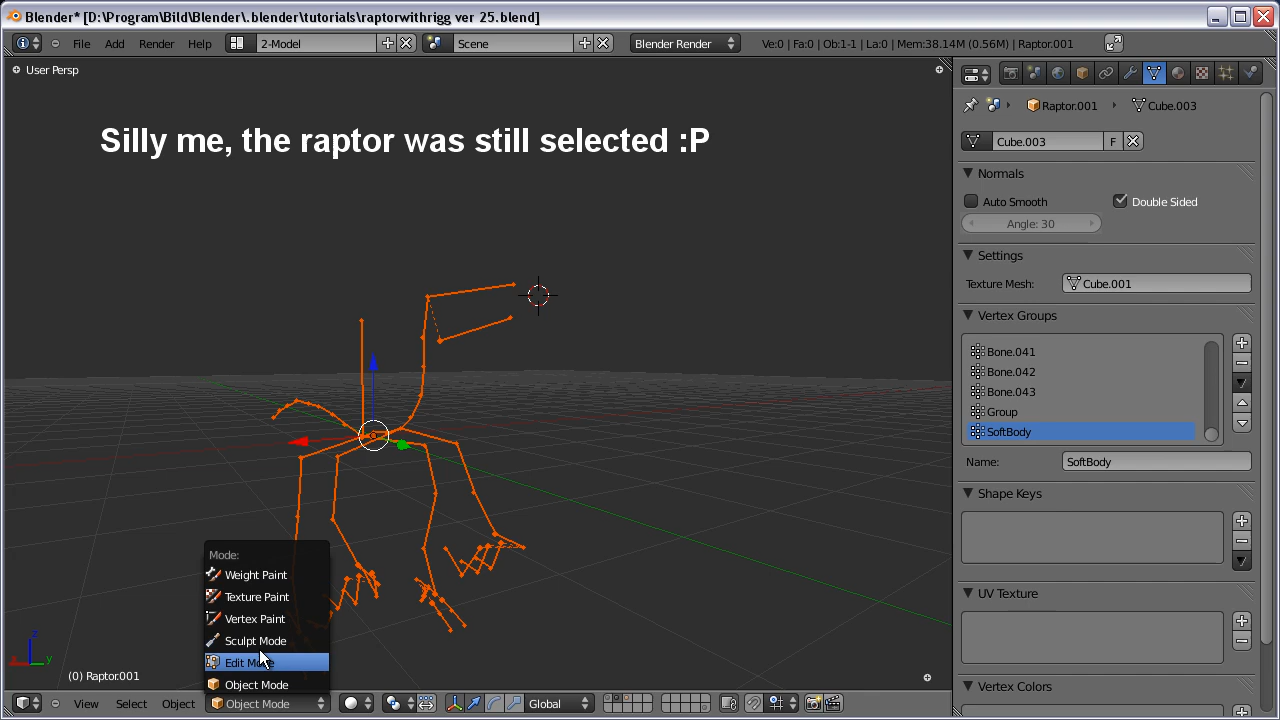 Blender* [D:\Program\Bild\Blender\.blender\tutorials\raptorwithrigg ver 25.blend]
File Add Render Help 2-Model Scene Blender Render Ve:0 | Fa:0 | Ob:1-1 | La:0 | Mem:38.14M (0.56M) | Raptor.001
User Persp
Silly me, the raptor was still selected :P
Raptor.001 Cube.003
Cube.003 F
Normals
Auto Smooth Double Sided
Angle: 30
Settings
Texture Mesh: Cube.001
Vertex Groups
Bone.041
Bone.042
Bone.043
Group
SoftBody
Name: SoftBody
Shape Keys
UV Texture
Vertex Colors
Mode:
Weight Paint
Texture Paint
Vertex Paint
Sculpt Mode
Edit Mode
Object Mode
z
x y
(0) Raptor.001
View Select Object Object Mode Global